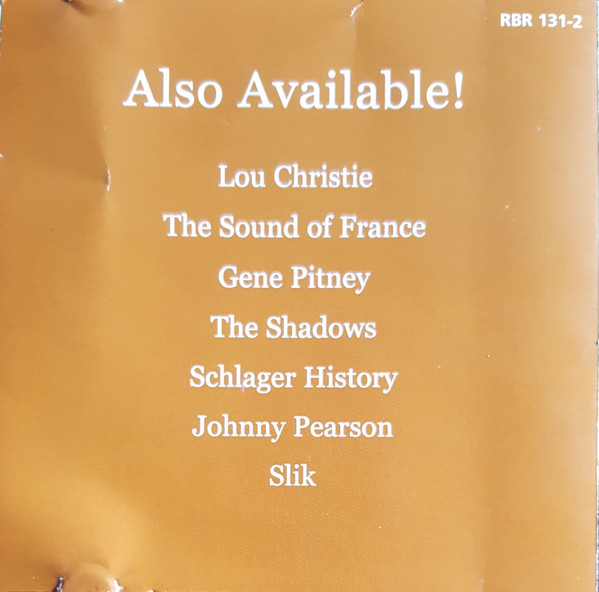 RBR 131-2
Also Available!
Lou Christie
The Sound of France
Gene Pitney
The Shadows
Schlager History
Johnny Pearson
Slik